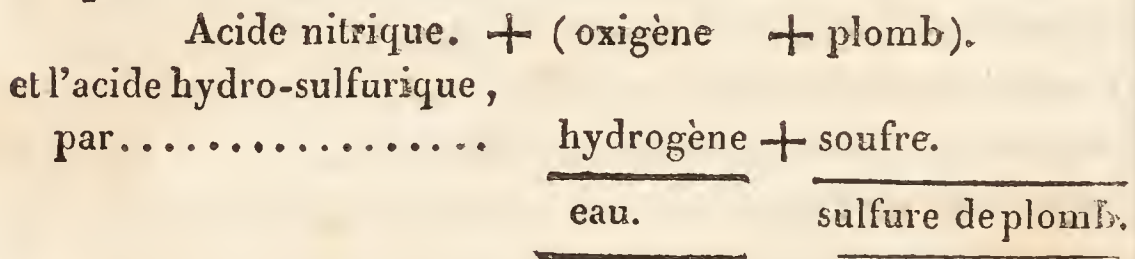 Acide nitrique. + (oxigène + plomb).
et l'acide hydro-sulfurique,
par................. hydrogène + soufre.
eau. sulfure de plomb.